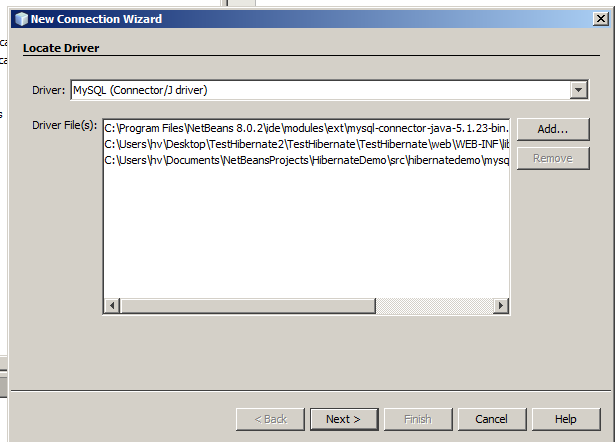 New Connection Wizard
Locate Driver
Driver: MySQL (Connector/J driver)
Driver File(s): C:\Program Files\NetBeans 8.0.2\ide\modules\ext\mysql-connector-java-5.1.23-bin. Add...
C:\Users\hv\Desktop\TestHibernate2\TestHibernate\TestHibernate\web\WEB-INF\lib Remove
C:\Users\hv\Documents\NetBeansProjects\HibernateDemo\src\hibernatedemo\mysq
< Back Next > Finish Cancel Help